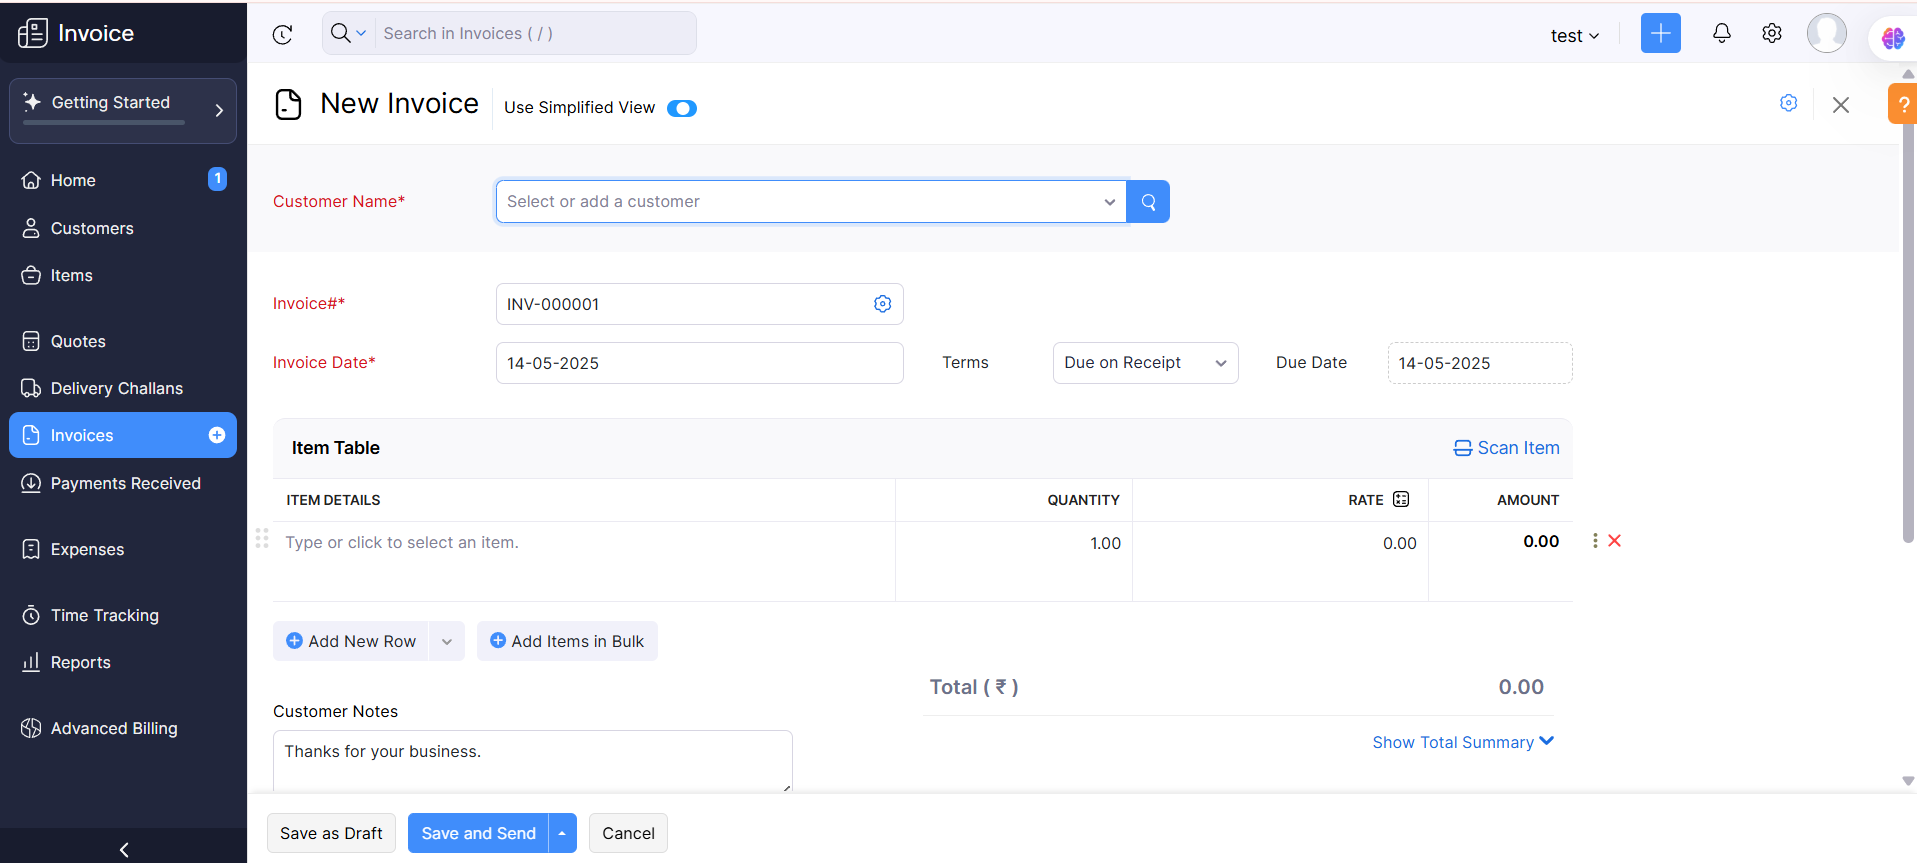 Invoice
Search in Invoices ( / )
test
Getting Started
New Invoice
Use Simplified View
?
Home
1
Customers
Items
Quotes
Delivery Challans
Invoices
Payments Received
Expenses
Time Tracking
Reports
Advanced Billing
Customer Name*
Select or add a customer
Invoice#*
INV-000001
Invoice Date*
14-05-2025
Terms
Due on Receipt
Due Date
14-05-2025
Item Table
Scan Item
ITEM DETAILS
QUANTITY
RATE
AMOUNT
Type or click to select an item.
1.00
0.00
0.00
Add New Row
Add Items in Bulk
Total ( ₹ )
0.00
Customer Notes
Thanks for your business.
Show Total Summary
Save as Draft
Save and Send
Cancel